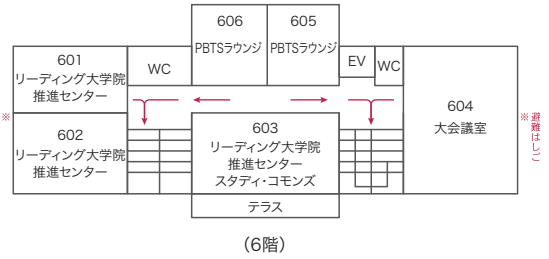 606
PBTSラウンジ
605
PBTSラウンジ
601
リーディング大学院
推進センター
WC
EV
WC
604
大会議室
※
602
リーディング大学院
推進センター
603
リーディング大学院
推進センター
スタディ・コモンズ
※避難はしご
テラス
（6階）